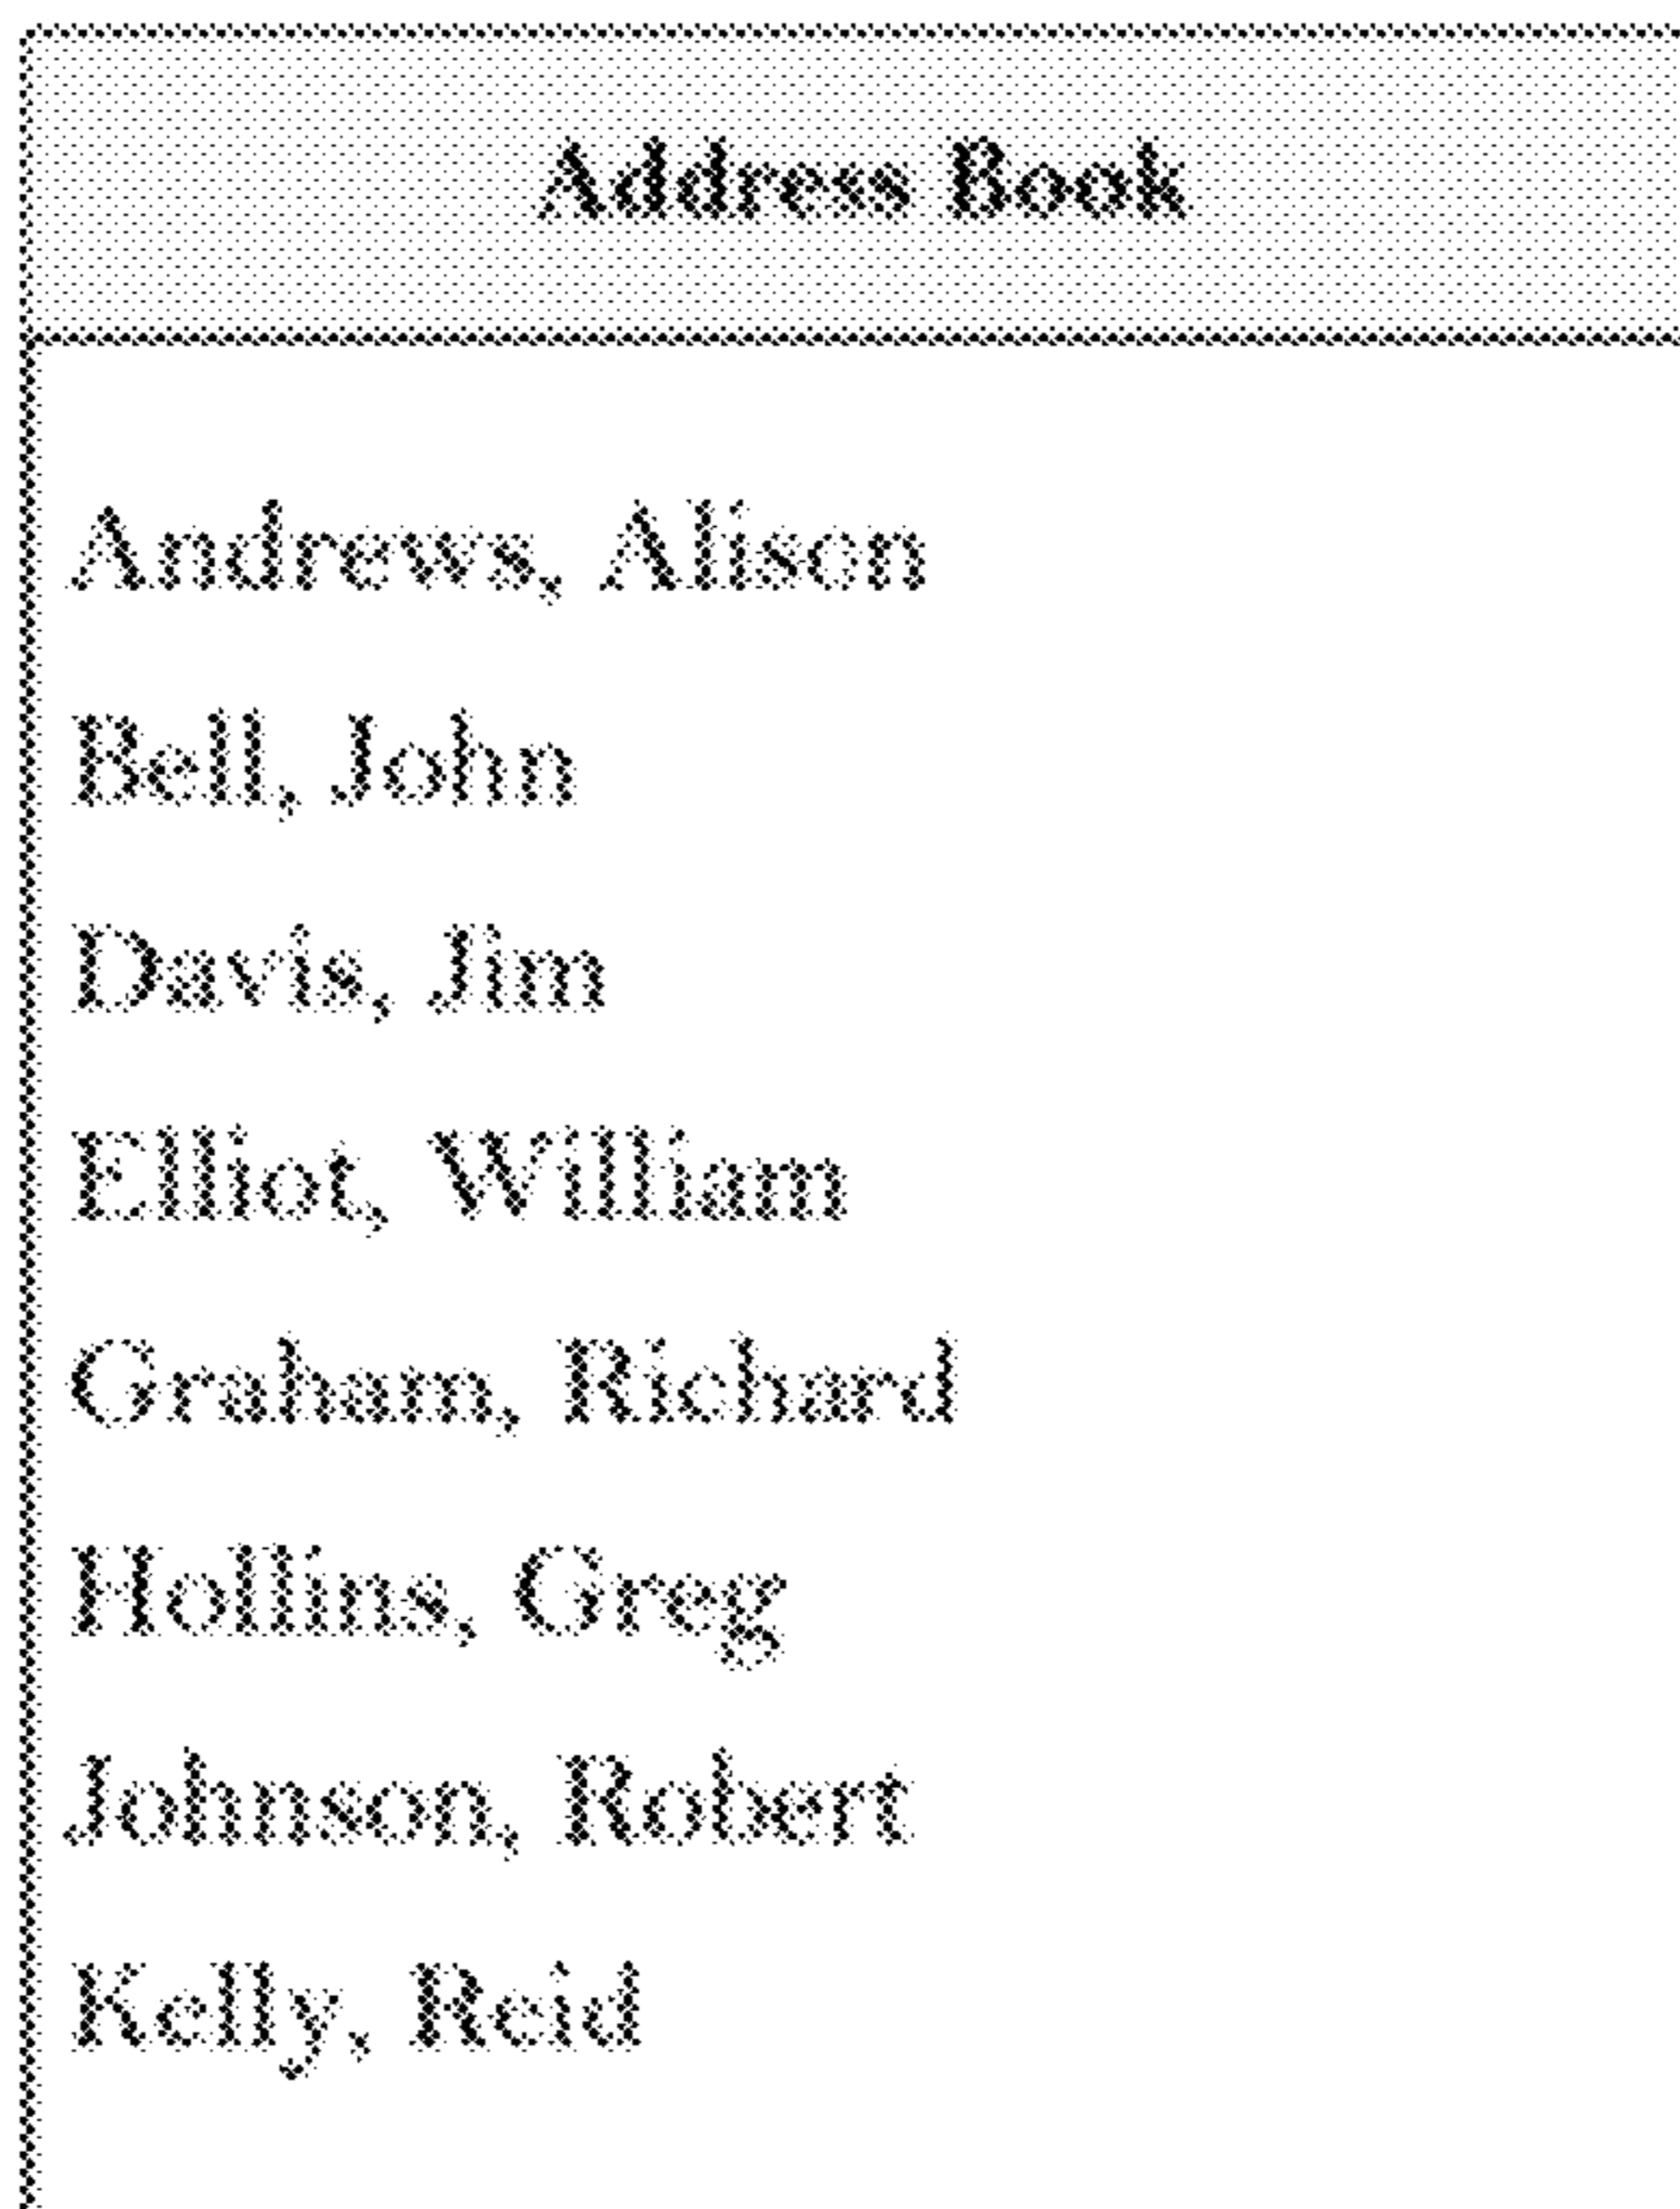 Address Book
Andrews, Alison
Bell, John
Davis, Jim
Elliot, William
Graham, Richard
Hollins, Greg
Johnson, Robert
Kelly, Reid